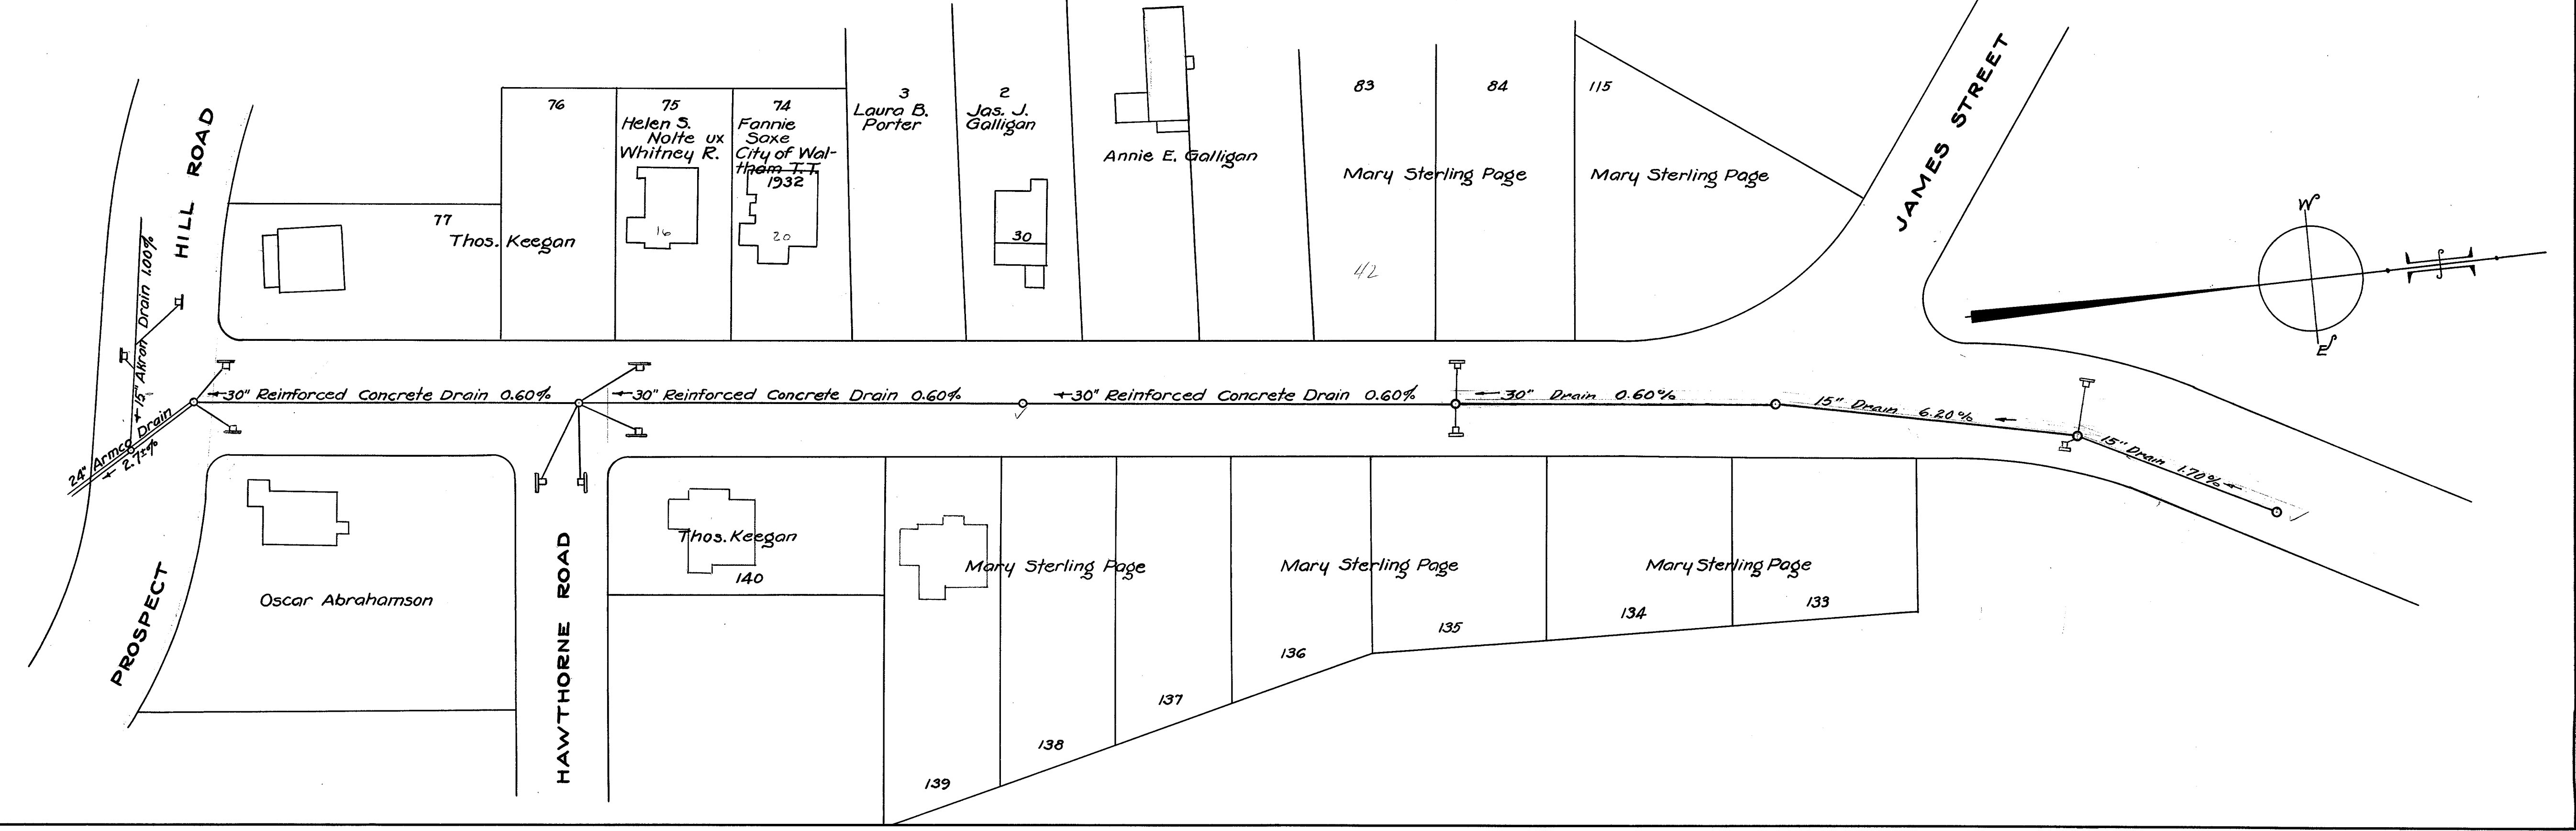 HILL ROAD
15" Akron Drain 1.00%
24" Armco Drain
2.7±%
PROSPECT
77
Thos. Keegan
76
75
Helen S.
Nolte ux
Whitney R.
16
74
Fannie
Saxe
City of Wal-
tham T.T.
1932
20
3
Laura B.
Porter
2
Jas. J.
Galligan
30
Annie E. Galligan
83
84
Mary Sterling Page
42
115
Mary Sterling Page
JAMES STREET
W
S
E
30" Reinforced Concrete Drain 0.60%
30" Reinforced Concrete Drain 0.60%
30" Reinforced Concrete Drain 0.60%
30" Drain 0.60%
15" Drain 6.20%
15" Drain 1.70%
Oscar Abrahamson
HAWTHORNE ROAD
Thos. Keegan
140
Mary Sterling Page
139
138
137
Mary Sterling Page
136
135
Mary Sterling Page
134
133